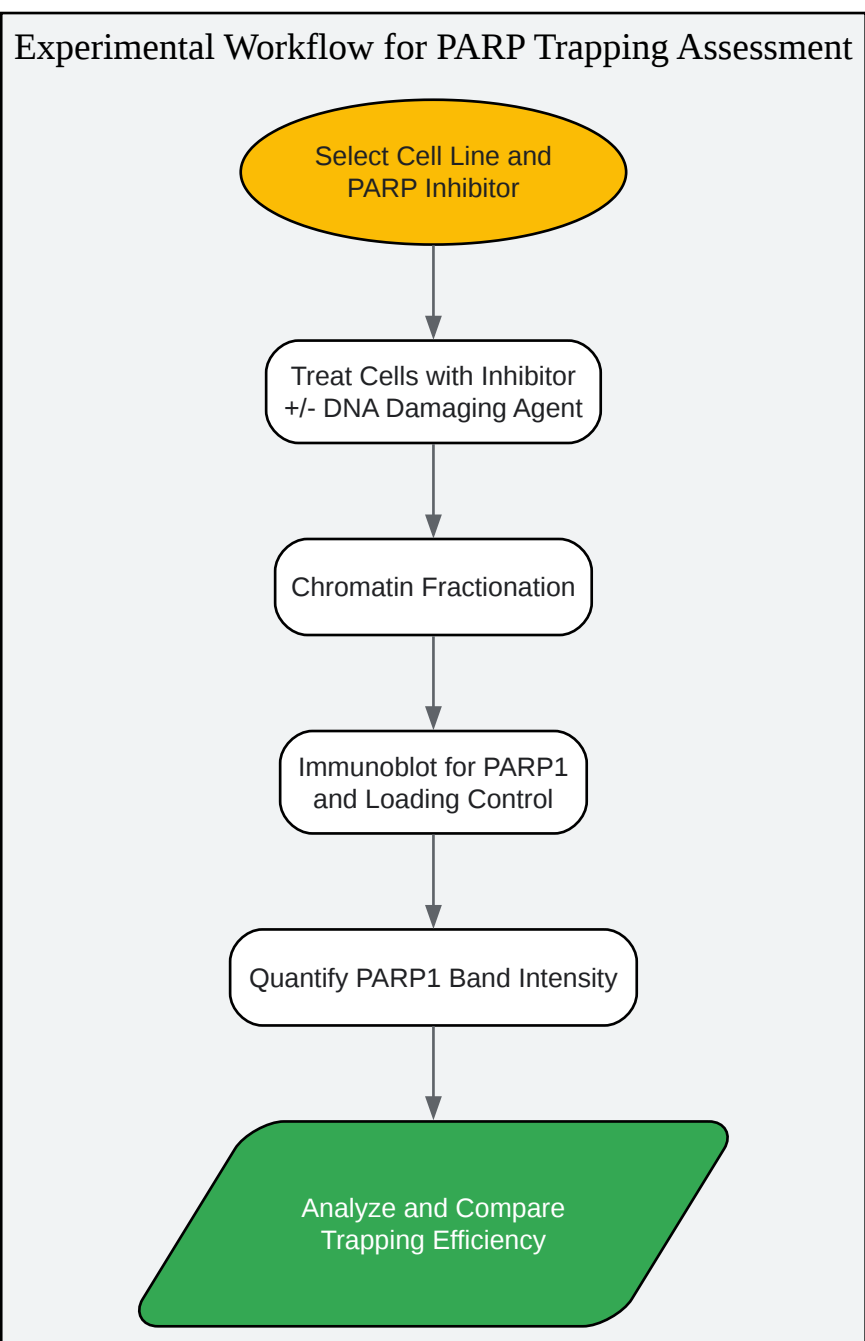 Experimental Workflow for PARP Trapping Assessment
Select Cell Line and
PARP Inhibitor
Treat Cells with Inhibitor
+/- DNA Damaging Agent
Chromatin Fractionation
Immunoblot for PARP1
and Loading Control
Quantify PARP1 Band Intensity
Analyze and Compare
Trapping Efficiency